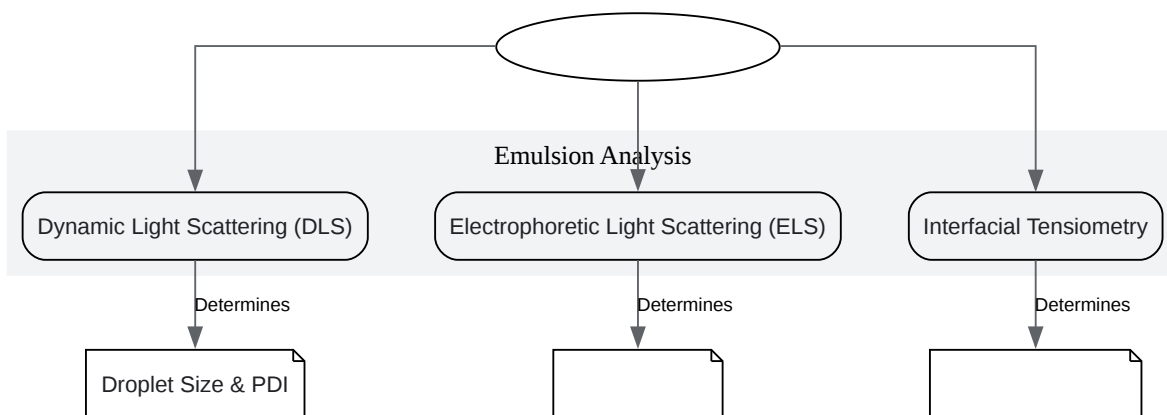 Emulsion Analysis
Dynamic Light Scattering (DLS)
Electrophoretic Light Scattering (ELS)
Interfacial Tensiometry
Determines
Determines
Determines
Droplet Size & PDI